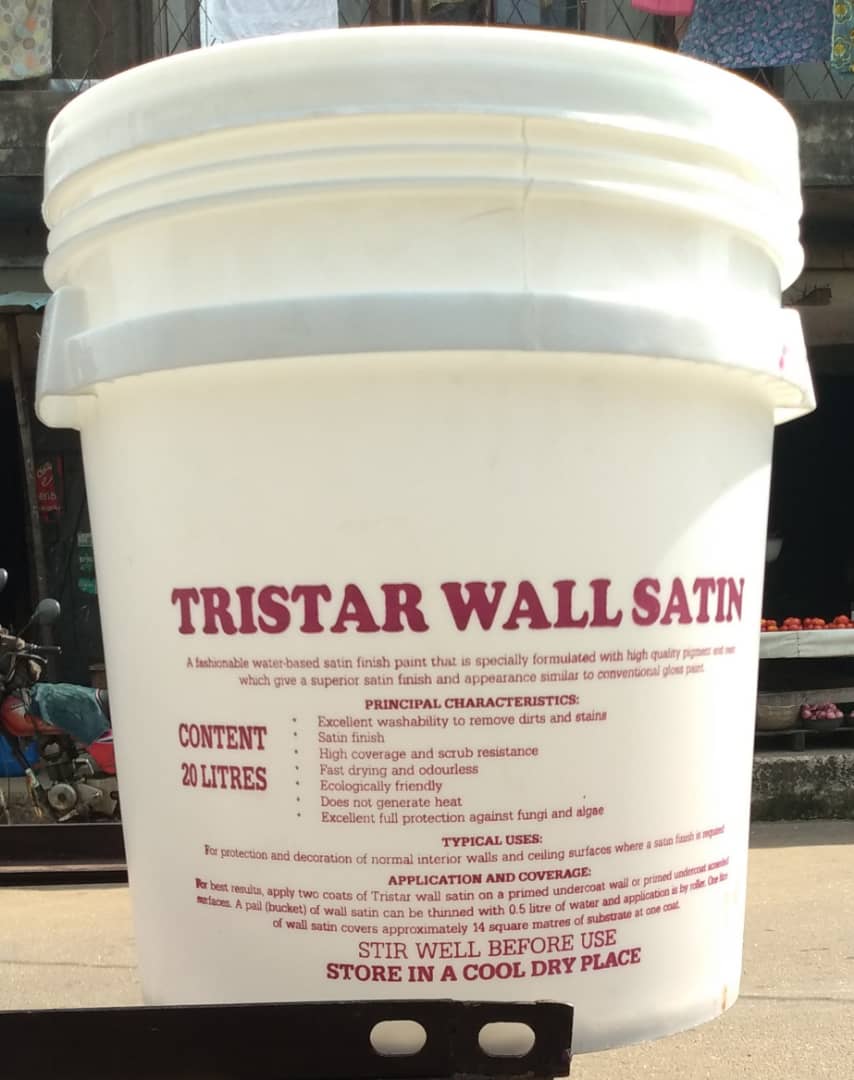 TRISTAR WALL SATIN
A fashionable water-based satin finish paint that is specially formulated with high quality pigment and
which give a superior satin finish and appearance similar to conventional gloss paint.
PRINCIPAL CHARACTERISTICS:
CONTENT
20 LITRES
* Excellent washability to remove dirts and stains
* Satin finish
* High coverage and scrub resistance
* Fast drying and odourless
* Ecologically friendly
* Does not generate heat
* Excellent full protection against fungi and algae
TYPICAL USES:
For protection and decoration of normal interior walls and ceiling surfaces where a satin finish is required
APPLICATION AND COVERAGE:
For best results, apply two coats of Tristar wall satin on a primed undercoat wall or primed undercoat screeded
surfaces. A pail (bucket) of wall satin can be thinned with 0.5 litre of water and application is by roller. One litre
of wall satin covers approximately 14 square matres of substrate at one coat.
STIR WELL BEFORE USE
STORE IN A COOL DRY PLACE